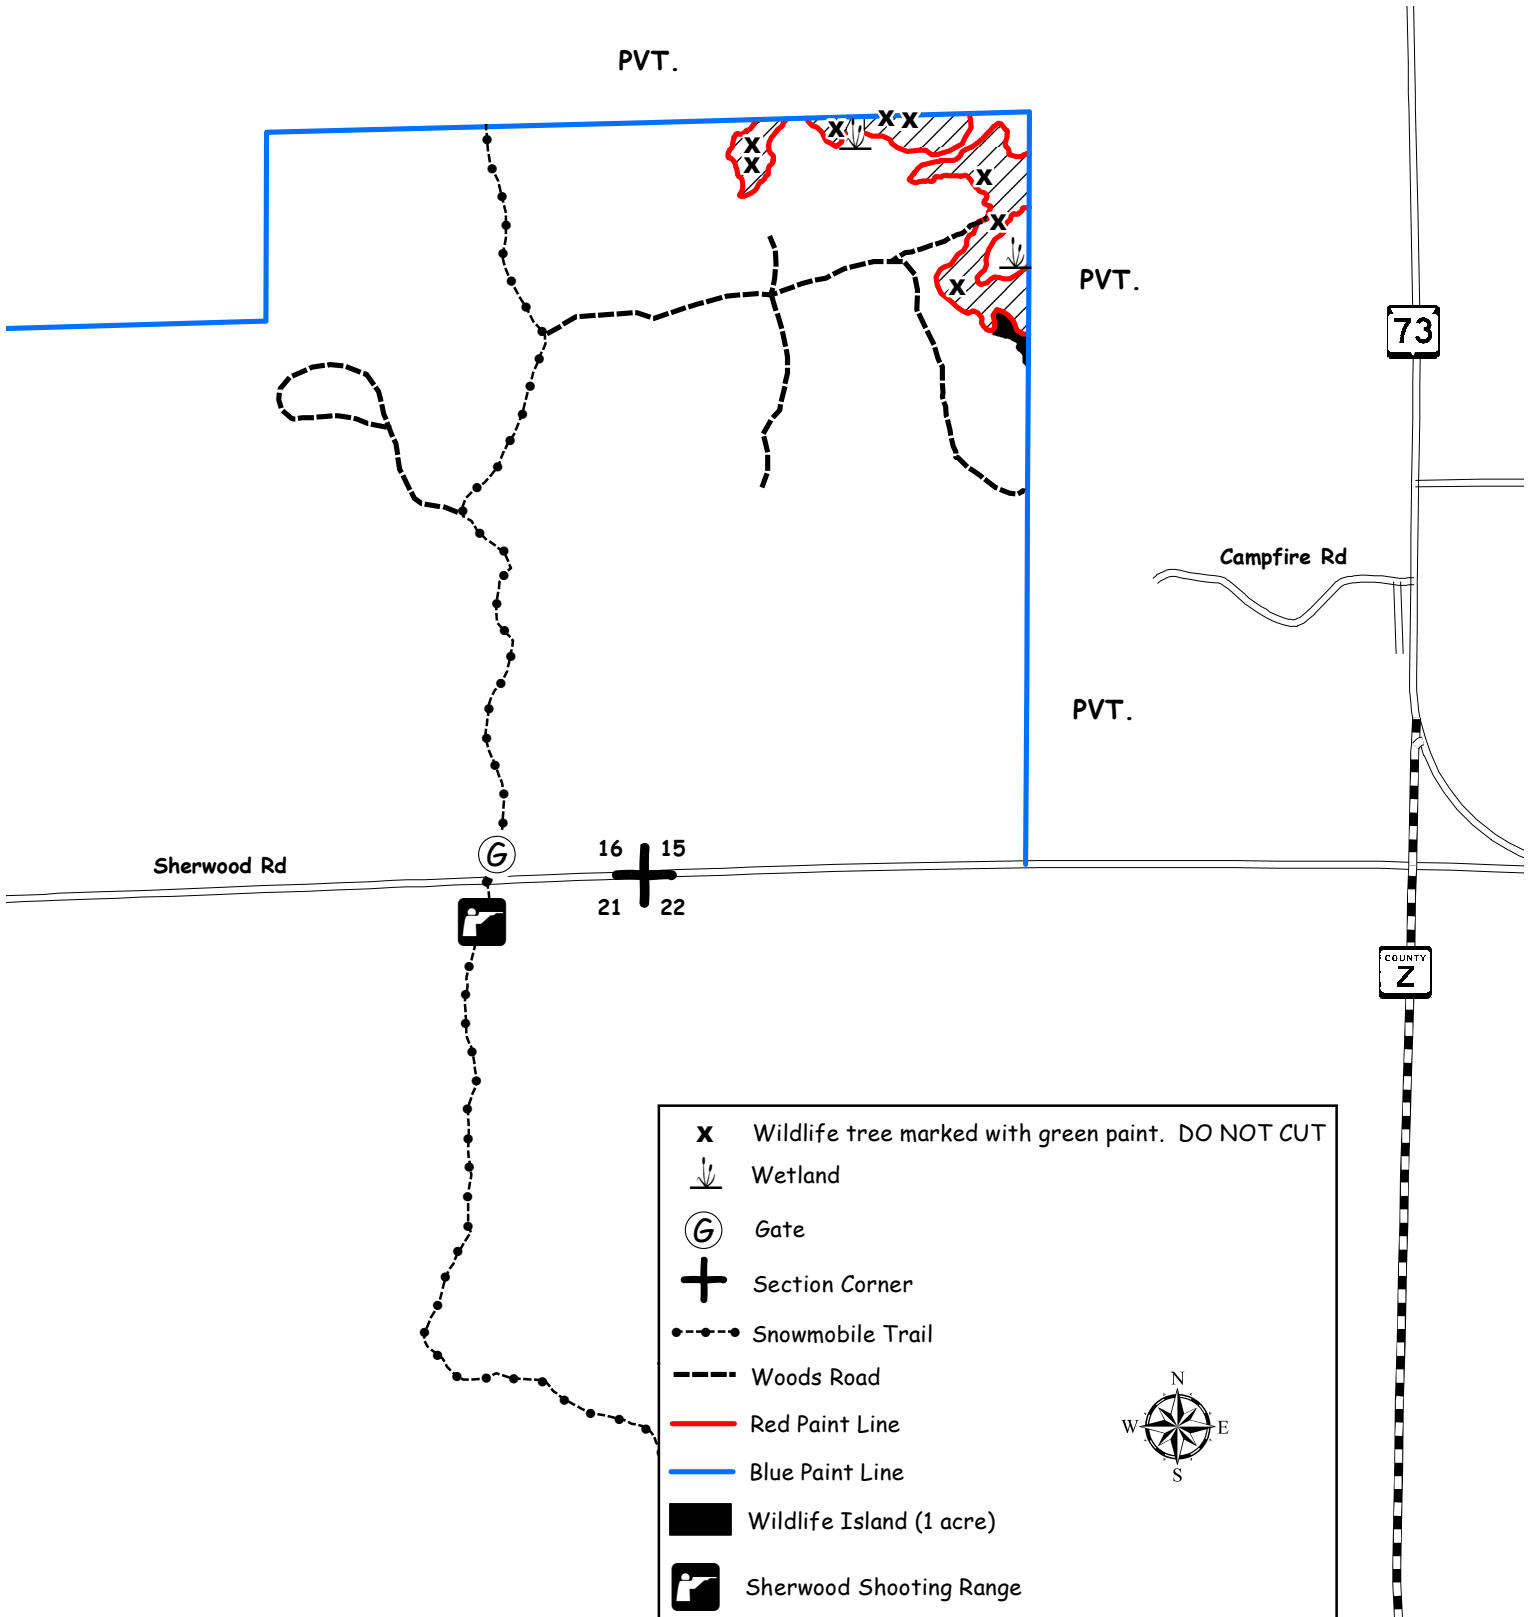 PVT.
X
X
X
X
X
X
X
X
PVT.
73
Campfire Rd
PVT.
16 15
Sherwood Rd
G
21 22
COUNTY
Z
X Wildlife tree marked with green paint. DO NOT CUT
Wetland
G Gate
Section Corner
Snowmobile Trail
Woods Road
N
Red Paint Line
W E
Blue Paint Line
S
Wildlife Island (1 acre)
Sherwood Shooting Range